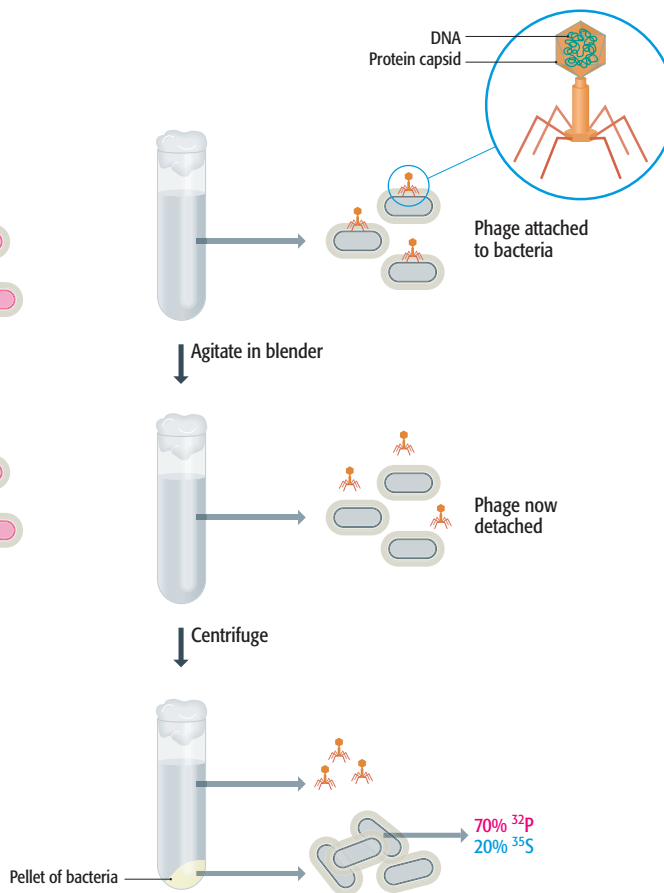 DNA
Protein capsid
Phage attached
to bacteria
Agitate in blender
Phage now
detached
Centrifuge
70% ³²P
20% ³⁵S
Pellet of bacteria